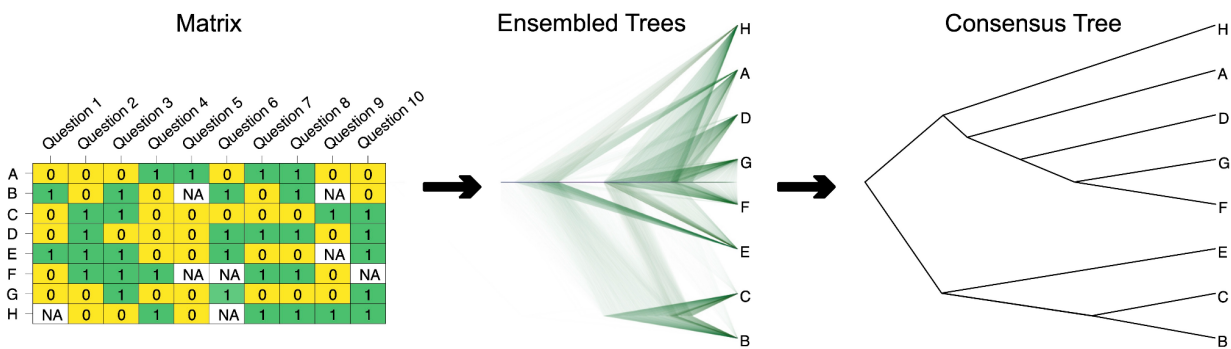 Matrix
Ensembled Trees
Consensus Tree
Question 1
Question 2
Question 3
Question 4
Question 5
Question 6
Question 7
Question 8
Question 9
Question 10
A 0 0 0 1 1 0 1 1 0 0
B 1 0 1 0 NA 1 0 1 NA 0
C 0 1 1 0 0 0 0 0 1 1
D 0 1 0 0 0 1 1 1 0 1
E 1 1 1 0 0 1 0 0 NA 1
F 0 1 1 1 NA NA 1 1 0 NA
G 0 0 1 0 0 1 0 0 0 1
H NA 0 0 1 0 NA 1 1 1 1
H
A
D
G
F
E
C
B
H
A
D
G
F
E
C
B